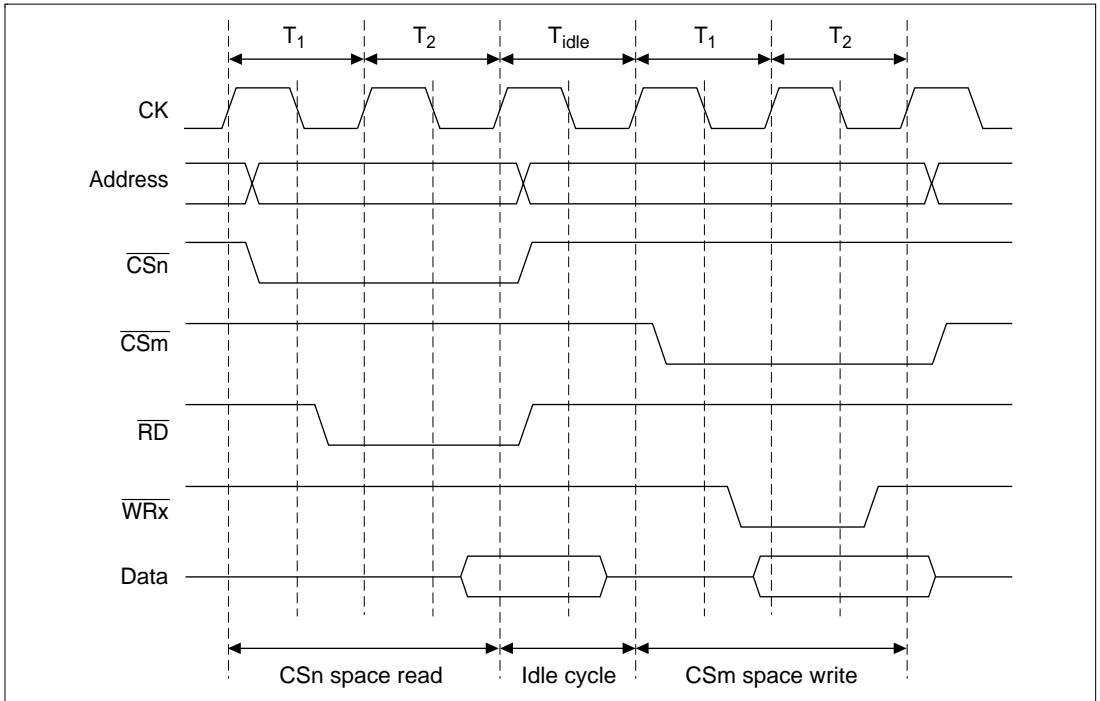 T1 T2 Tidle T1 T2
CK
Address
CSn
CSm
RD
WRx
Data
CSn space read Idle cycle CSm space write